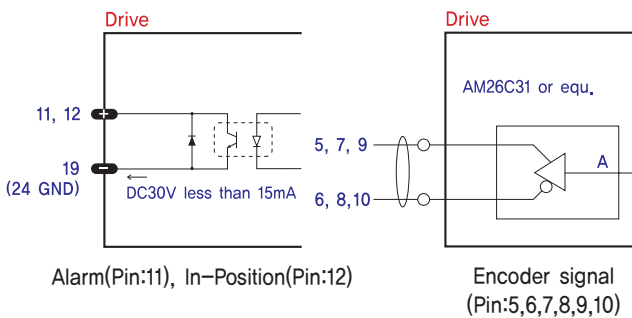 Drive
11, 12
19
(24 GND)
DC30V less than 15mA
Alarm(Pin:11), In-Position(Pin:12)
Drive
AM26C31 or equ.
5, 7, 9
A
6, 8,10
Encoder signal
(Pin:5,6,7,8,9,10)